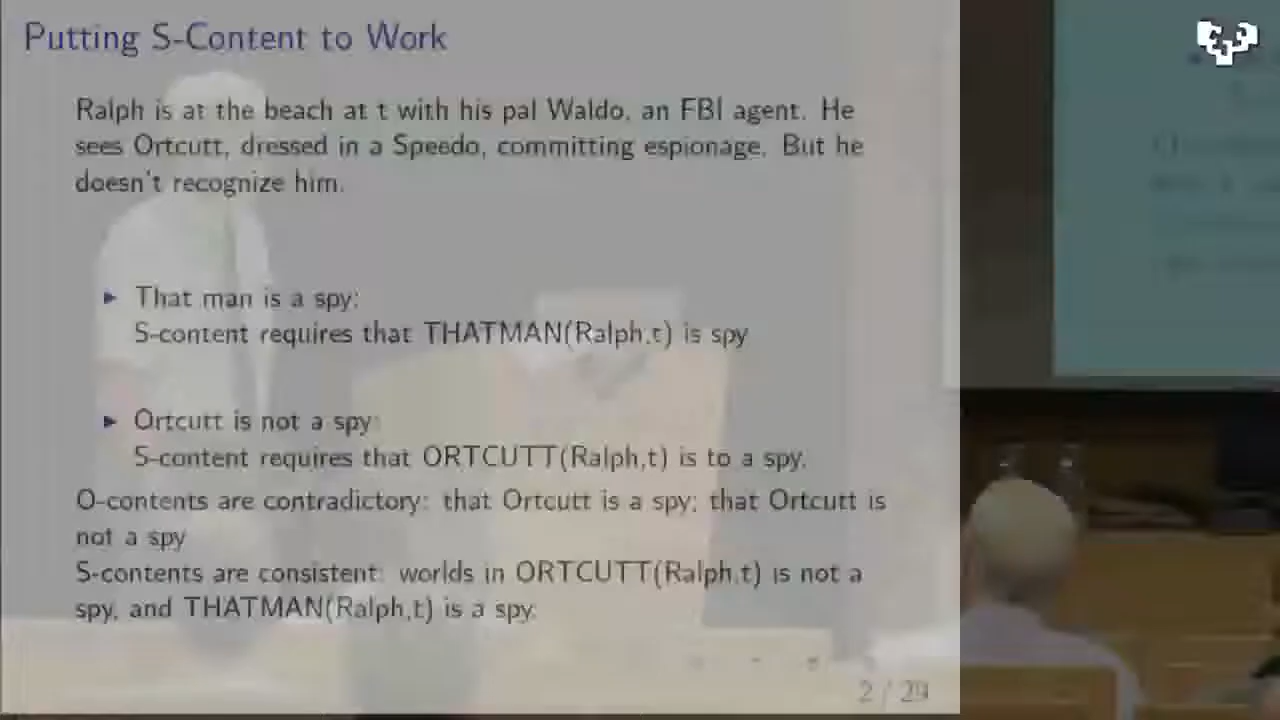 Putting S-Content to Work
Ralph is at the beach at t with his pal Waldo, an FBI agent. He
sees Ortcutt, dressed in a Speedo, committing espionage. But he
doesn't recognize him.
▶ That man is a spy:
S-content requires that THATMAN(Ralph,t) is spy
▶ Ortcutt is not a spy:
S-content requires that ORTCUTT(Ralph,t) is to a spy.
O-contents are contradictory: that Ortcutt is a spy; that Ortcutt is
not a spy
S-contents are consistent: worlds in ORTCUTT(Ralph,t) is not a
spy, and THATMAN(Ralph,t) is a spy.
2 / 29